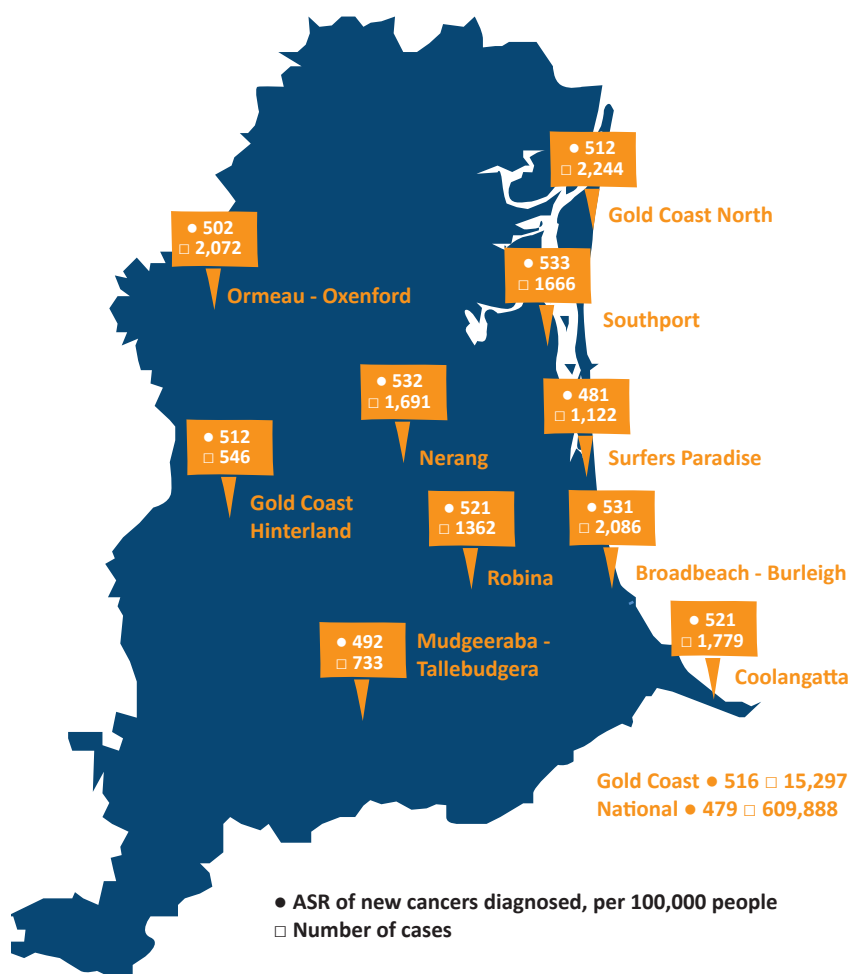 ● 512
□ 2,244
Gold Coast North
● 502
□ 2,072
Ormeau - Oxenford
● 533
□ 1666
Southport
● 532
□ 1,691
Nerang
● 481
□ 1,122
Surfers Paradise
● 512
□ 546
Gold Coast
Hinterland
● 521
□ 1362
Robina
● 531
□ 2,086
Broadbeach - Burleigh
● 492
□ 733
Mudgeeraba -
Tallebudgera
● 521
□ 1,779
Coolangatta
Gold Coast ● 516 □ 15,297
National ● 479 □ 609,888
● ASR of new cancers diagnosed, per 100,000 people
□ Number of cases